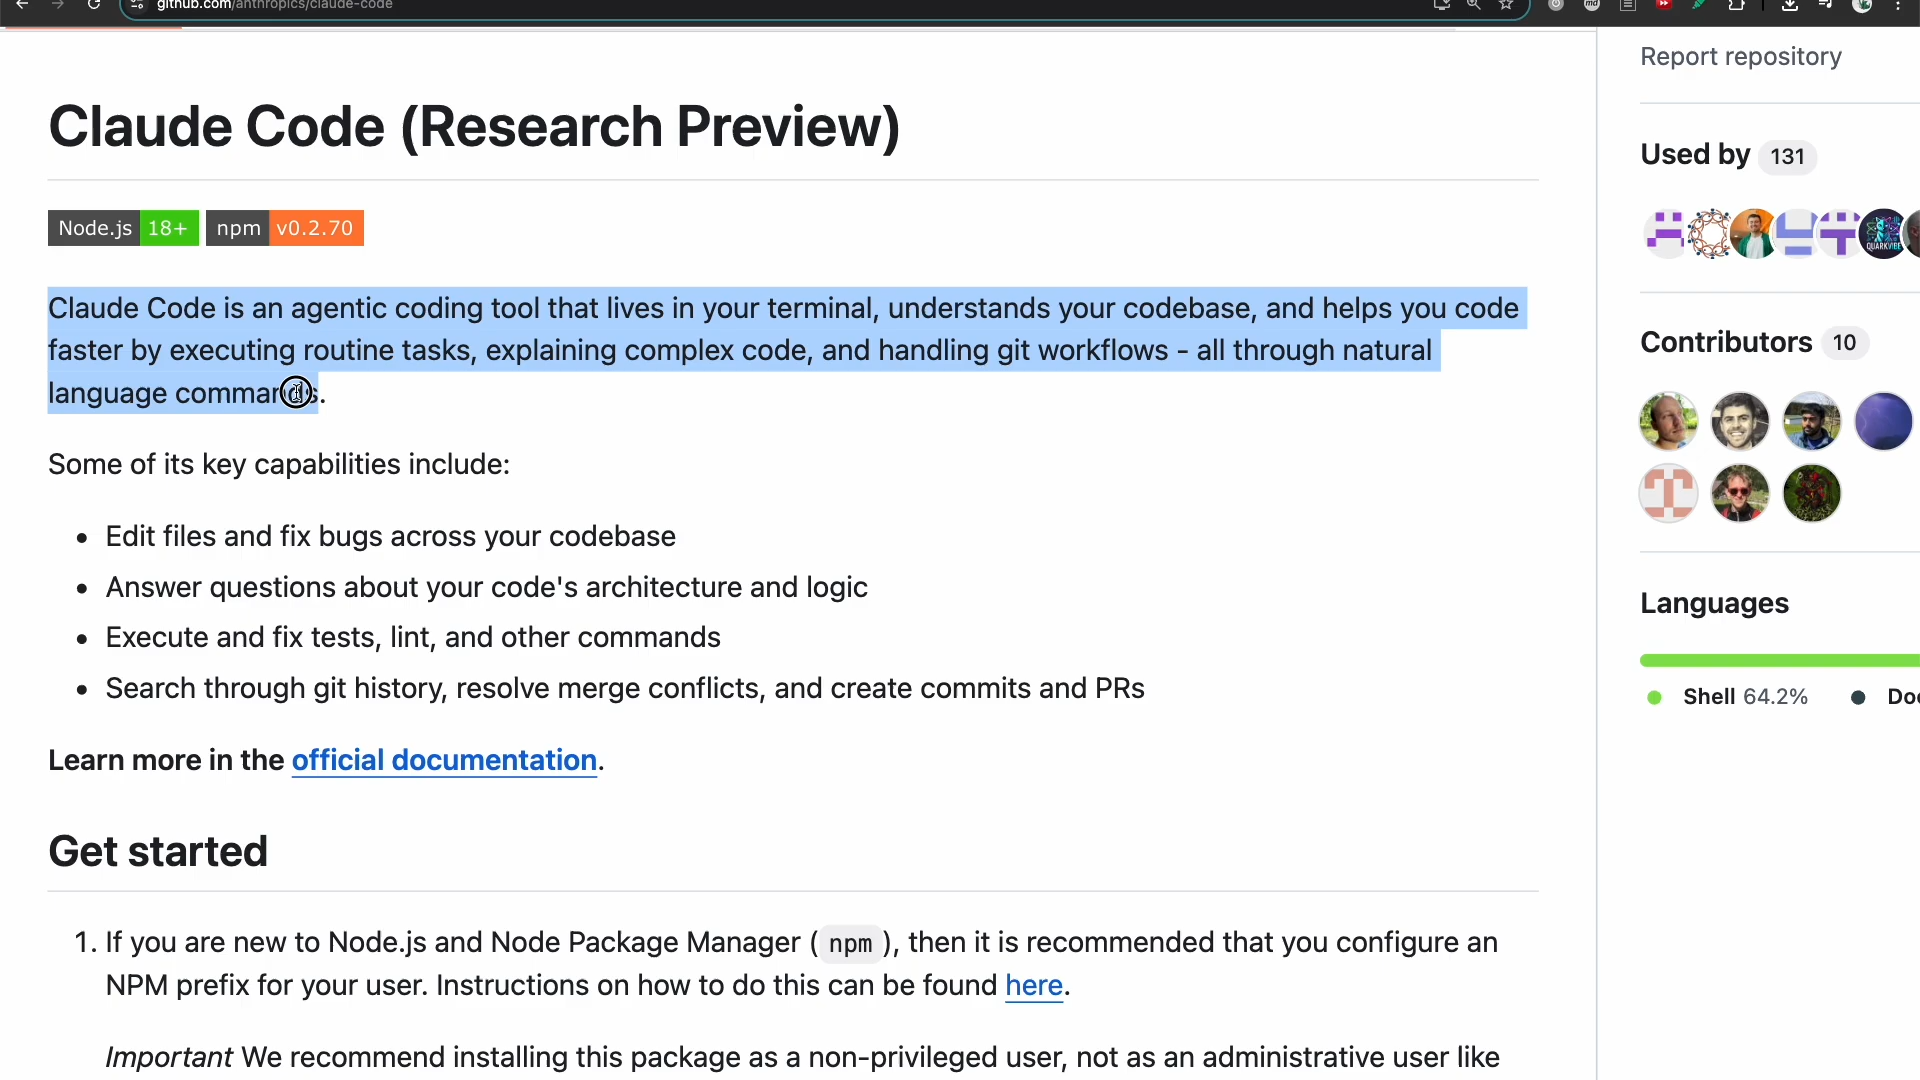 github.com/anthropics/claude-code
Report repository
Claude Code (Research Preview)
Used by 131
Node.js 18+ npm v0.2.70
QUARKVIBE
Claude Code is an agentic coding tool that lives in your terminal, understands your codebase, and helps you code
faster by executing routine tasks, explaining complex code, and handling git workflows - all through natural
language commands.
Contributors 10
Some of its key capabilities include:
• Edit files and fix bugs across your codebase
• Answer questions about your code's architecture and logic
• Execute and fix tests, lint, and other commands
• Search through git history, resolve merge conflicts, and create commits and PRs
Languages
Shell 64.2%
Learn more in the official documentation.
Get started
1. If you are new to Node.js and Node Package Manager ( npm ), then it is recommended that you configure an
NPM prefix for your user. Instructions on how to do this can be found here.
Important We recommend installing this package as a non-privileged user, not as an administrative user like